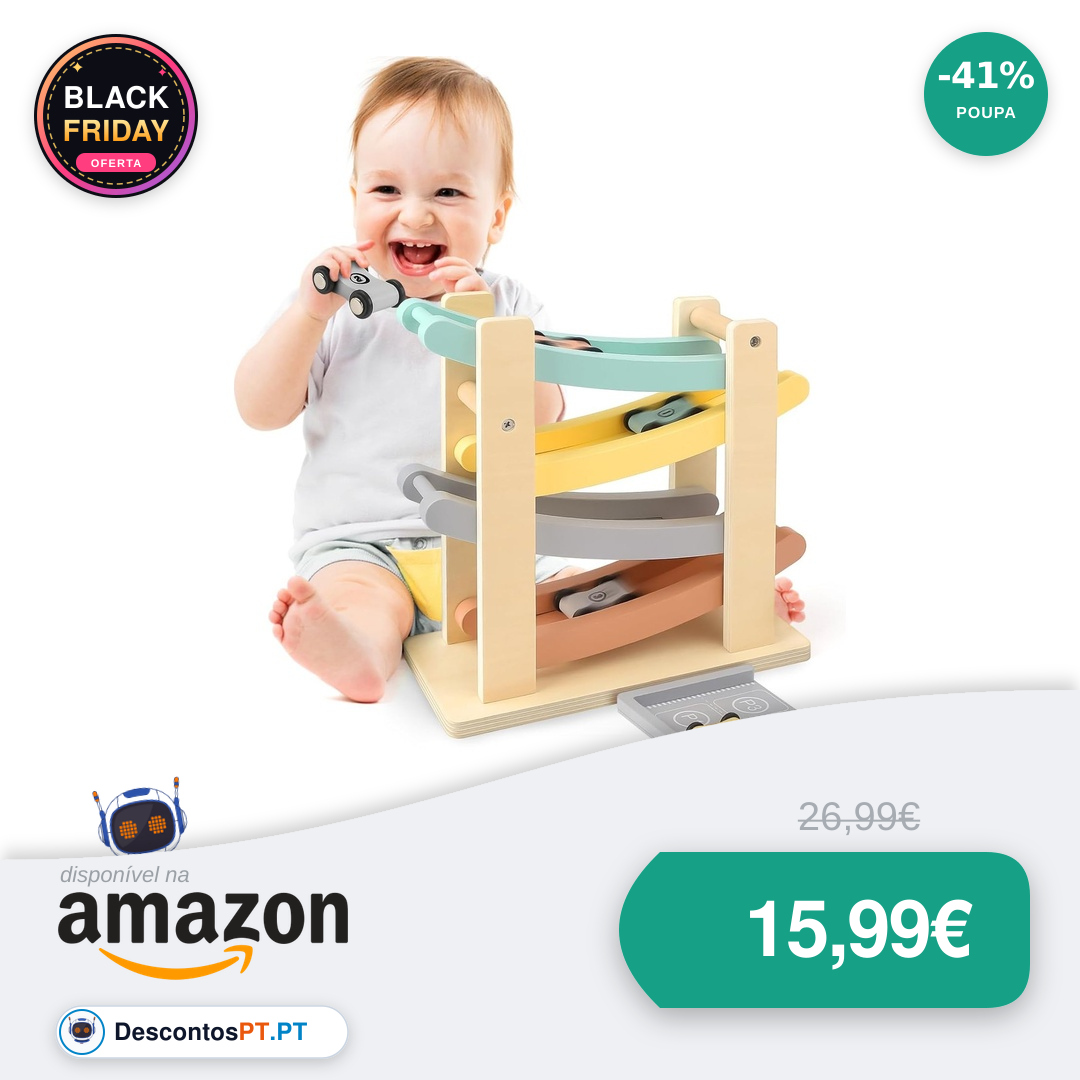 BLACK
FRIDAY
OFERTA
-41%
POUPA
26,99€
15,99€
disponível na
amazon
DescontosPT.PT